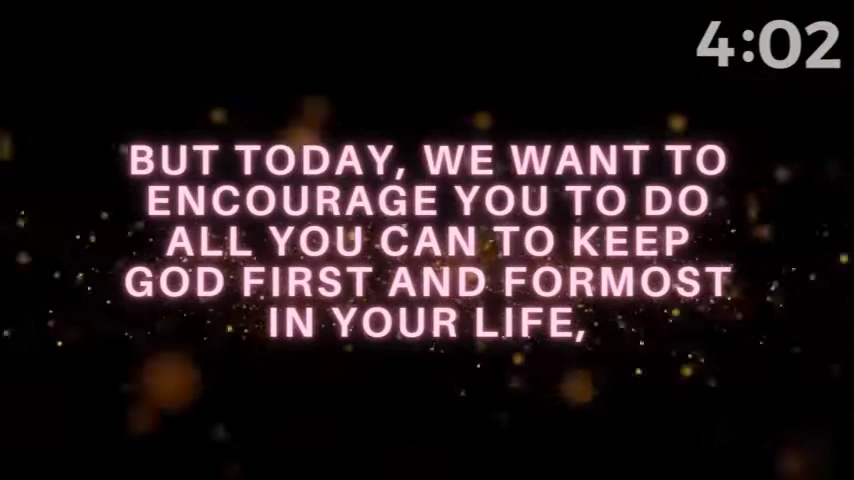 4:02
BUT TODAY, WE WANT TO
ENCOURAGE YOU TO DO
ALL YOU CAN TO KEEP
GOD FIRST AND FORMOST
IN YOUR LIFE,